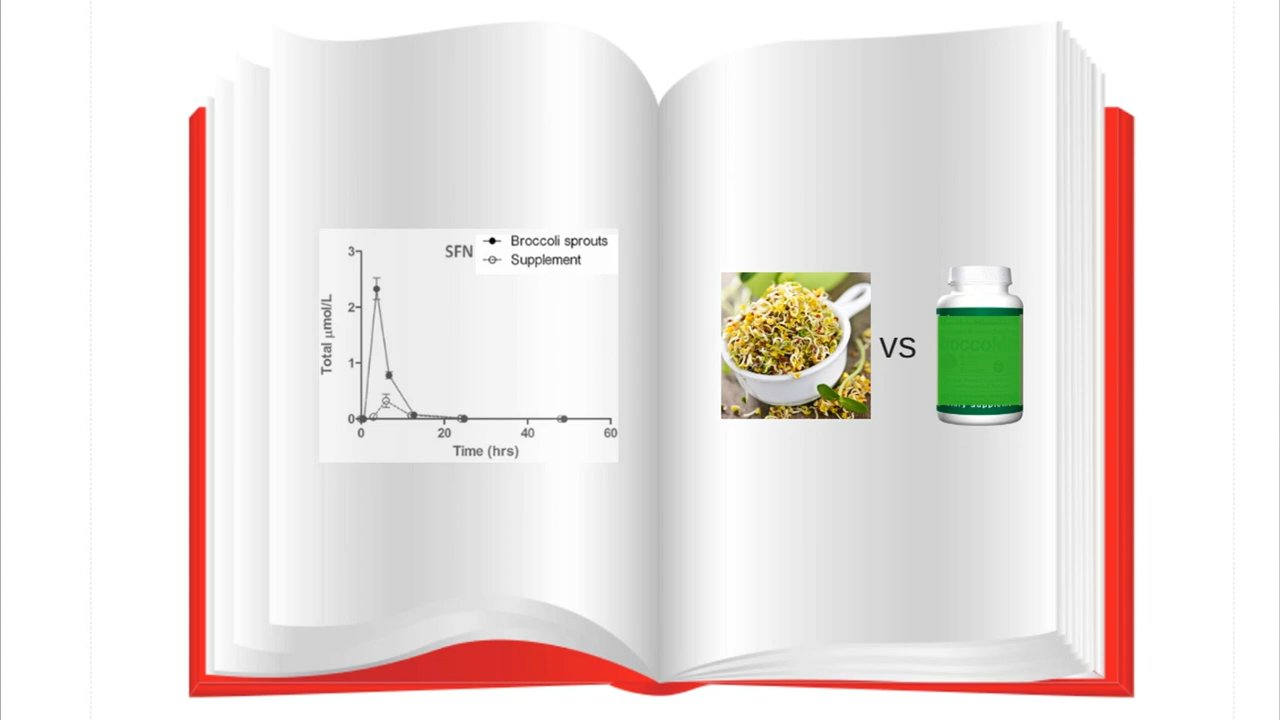 SFN
Broccoli sprouts
Supplement
Total μmol/L
3
2
1
0
0
20
40
60
Time (hrs)
VS